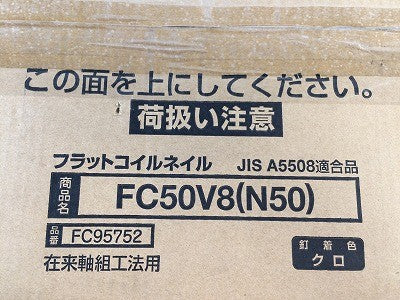 この面を上にしてください。
荷扱い注意
フラットコイルネイル JIS A5508適合品
商品名 FC50V8(N50)
品番 FC95752
釘着色
クロ
在来軸組工法用